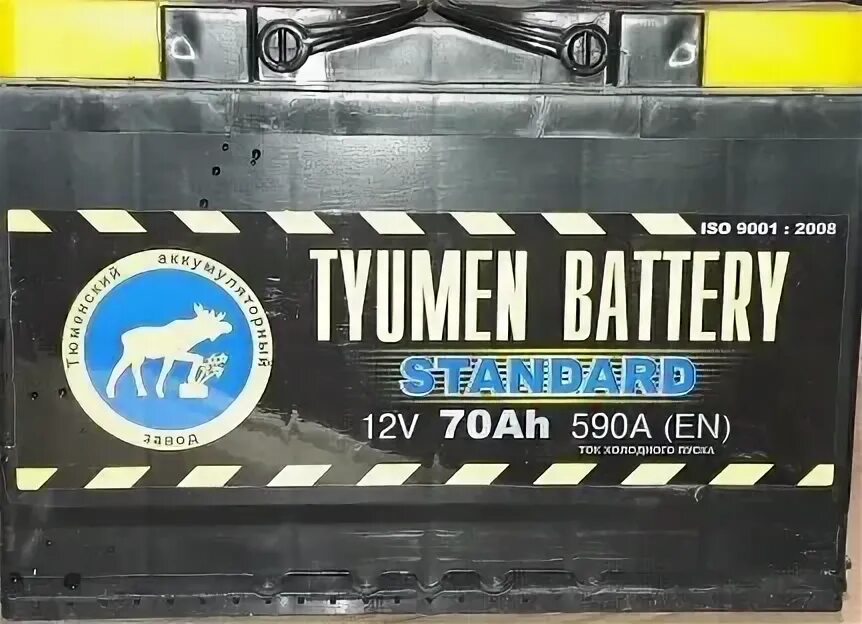 ISO 9001 : 2008
Тюменский аккумуляторный
завод
TYUMEN BATTERY
STANDARD
12V 70Ah 590A (EN)
ТОК ХОЛОДНОГО ПУСКА